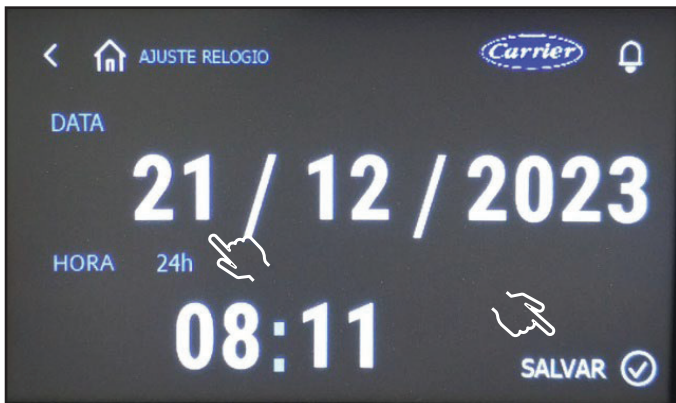 AJUSTE RELOGIO Carrier
DATA
21 / 12 / 2023
HORA 24h
08:11
SALVAR